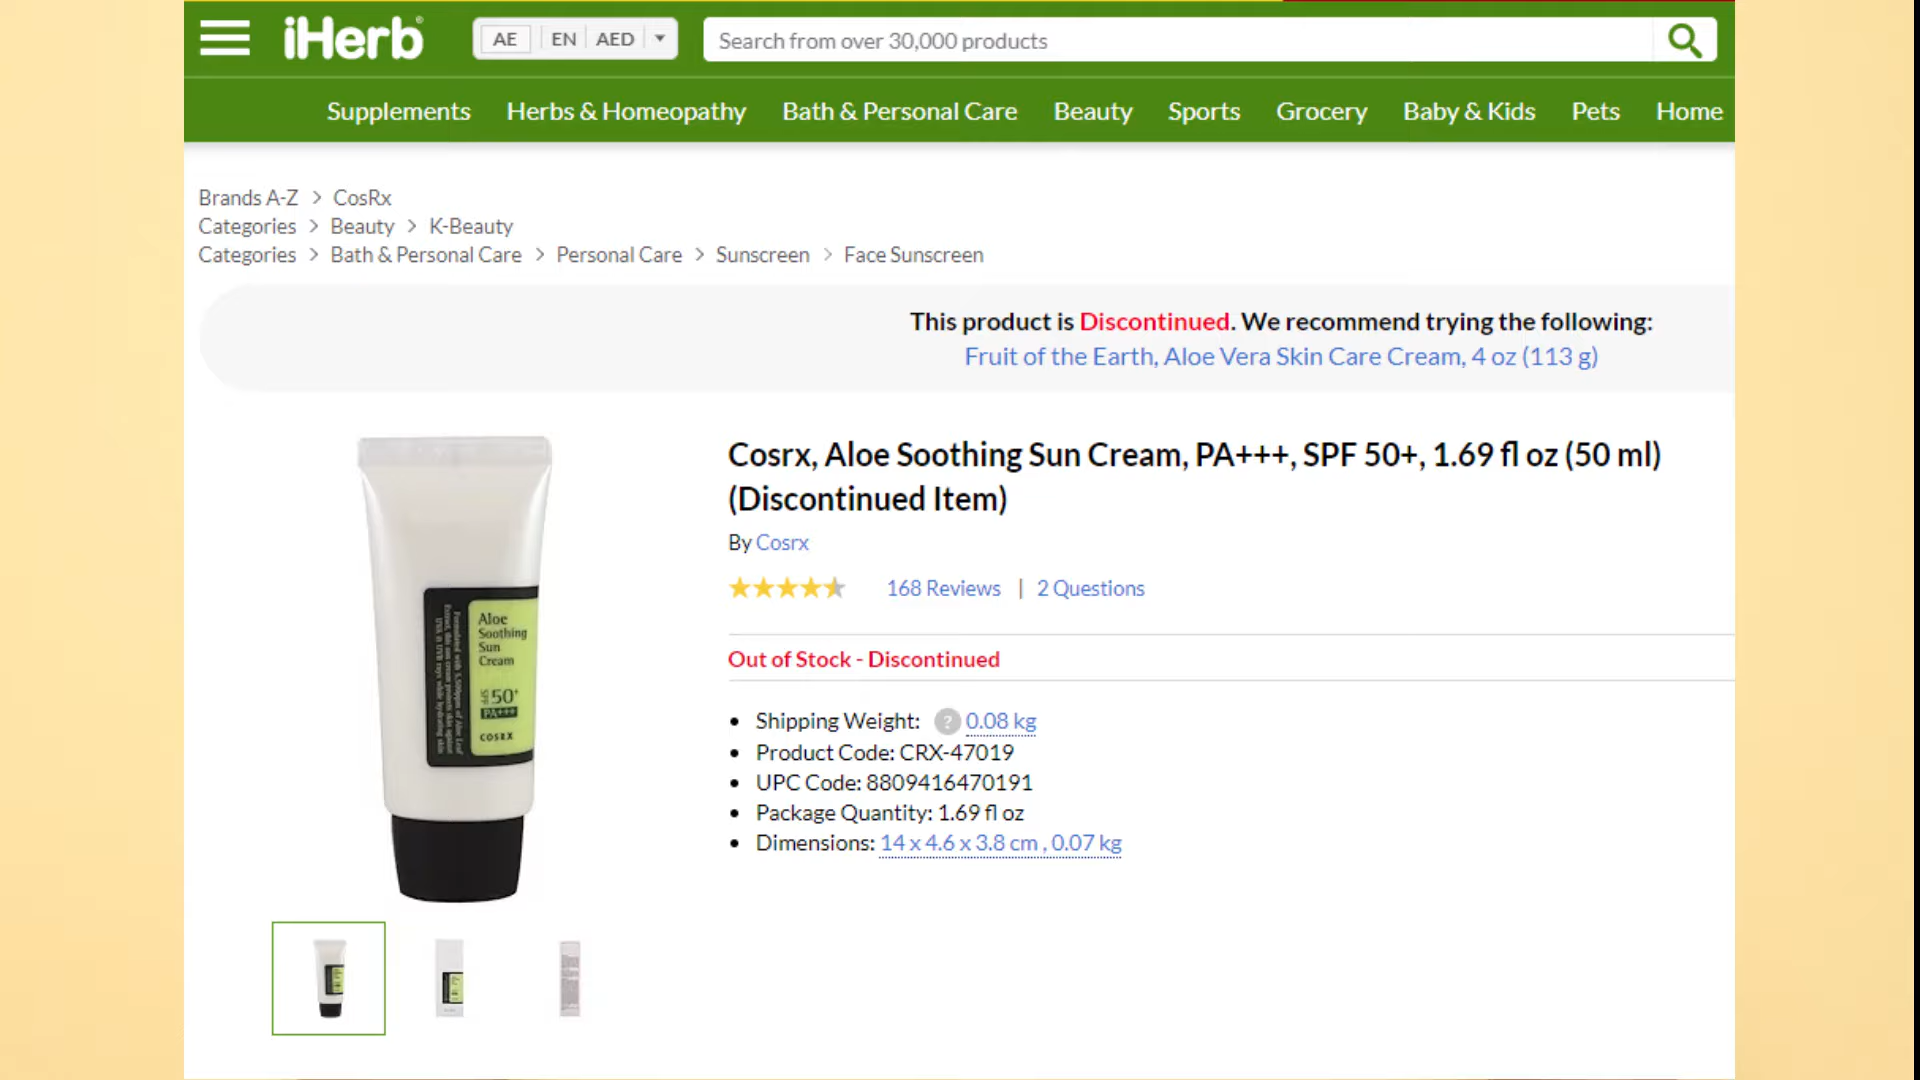 iHerb
AE EN AED
Search from over 30,000 products
Supplements Herbs & Homeopathy Bath & Personal Care Beauty Sports Grocery Baby & Kids Pets Home
Brands A-Z > CosRx
Categories > Beauty > K-Beauty
Categories > Bath & Personal Care > Personal Care > Sunscreen > Face Sunscreen
This product is Discontinued. We recommend trying the following:
Fruit of the Earth, Aloe Vera Skin Care Cream, 4 oz (113 g)
Cosrx, Aloe Soothing Sun Cream, PA+++, SPF 50+, 1.69 fl oz (50 ml)
(Discontinued Item)
By Cosrx
168 Reviews | 2 Questions
Out of Stock - Discontinued
Shipping Weight: ? 0.08 kg
Product Code: CRX-47019
UPC Code: 8809416470191
Package Quantity: 1.69 fl oz
Dimensions: 14 x 4.6 x 3.8 cm , 0.07 kg
Aloe
Soothing
Sun
Cream
SPF 50+
PA+++
COSRX